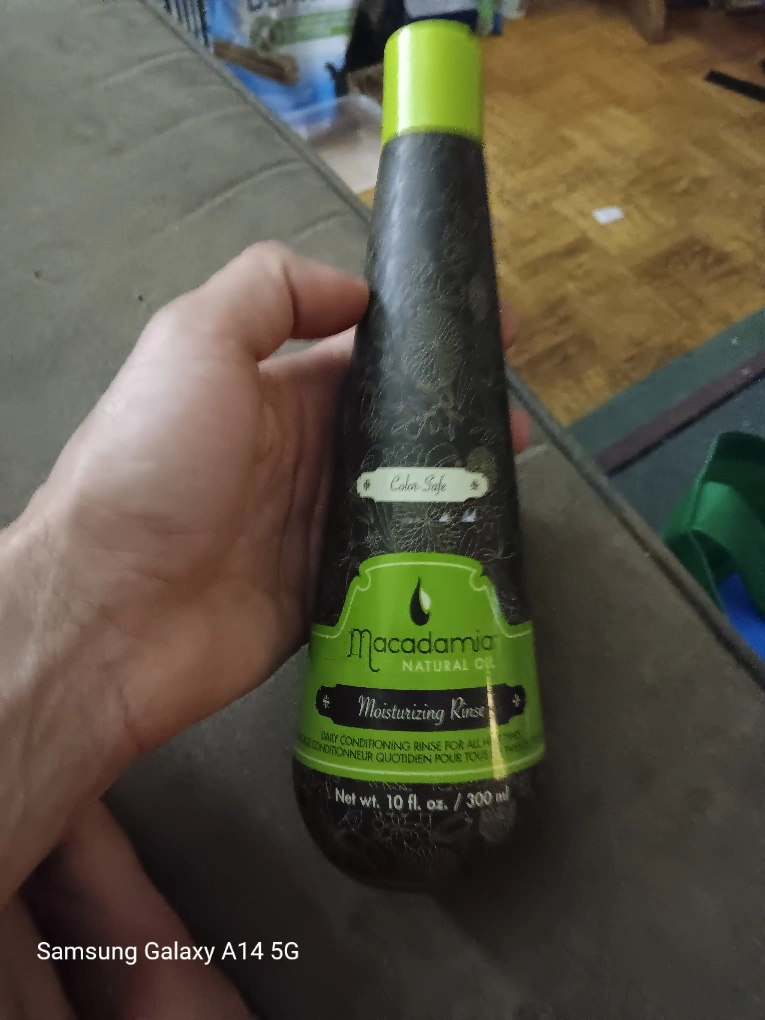 Color Safe
Macadamia
NATURAL OIL
Moisturizing Rinse
DAILY CONDITIONING RINSE FOR ALL
CONDITIONNEUR QUOTIDIEN POUR TOUS
Net wt. 10 fl. oz. / 300 ml
Samsung Galaxy A14 5G